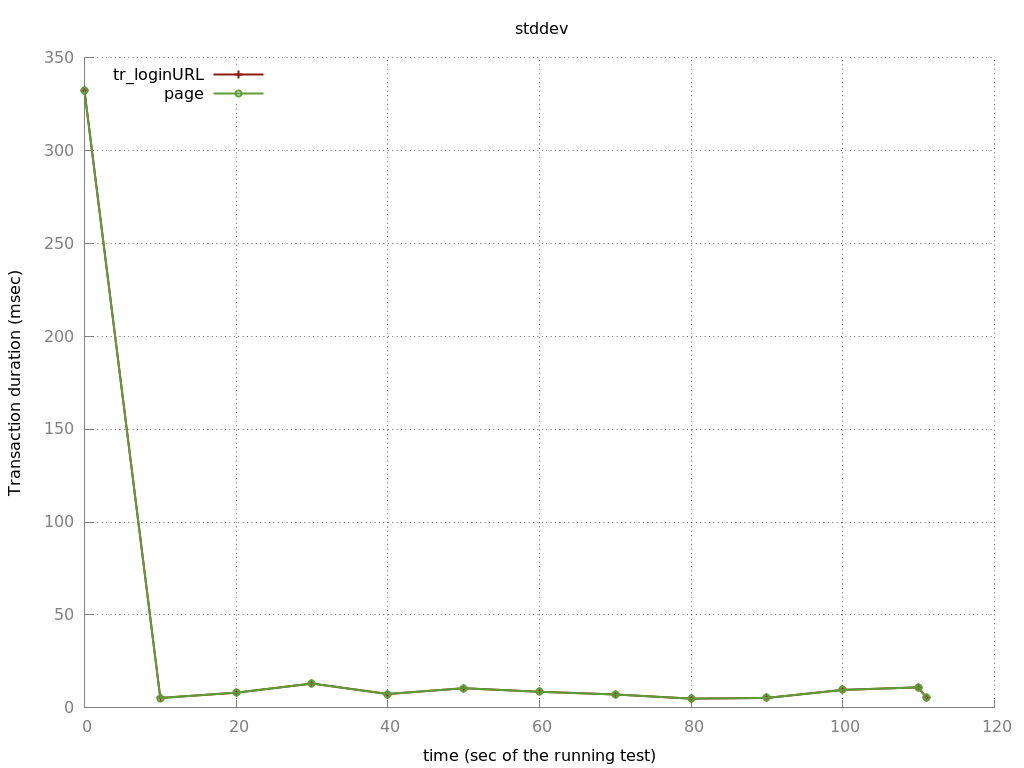 stddev
350
tr_loginURL
page
300
250
200
150
100
50
0
Transaction duration (msec)
0 20 40 60 80 100 120
time (sec of the running test)